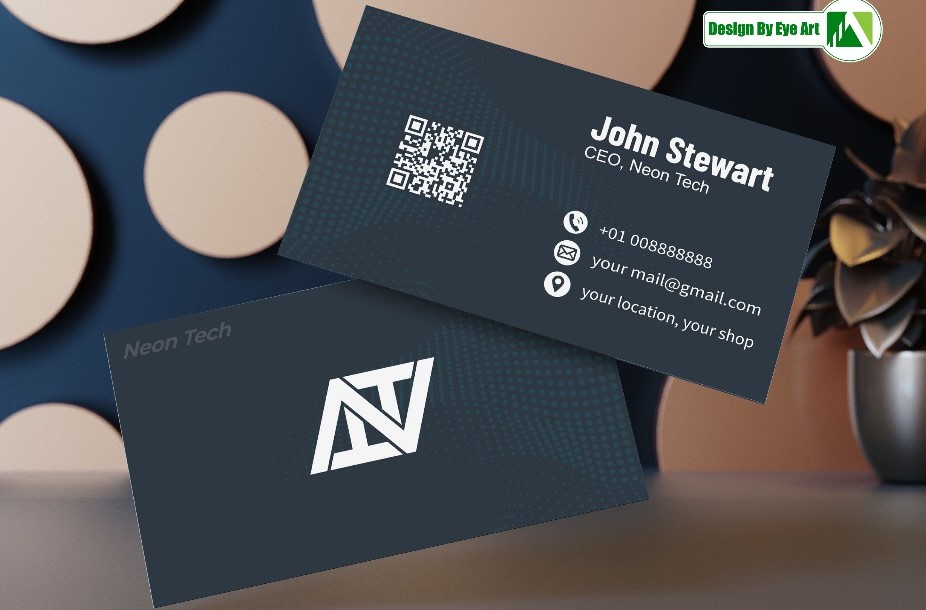 Design By Eye Art
John Stewart
CEO, Neon Tech
+01 008888888
your mail@gmail.com
your location, your shop
Neon Tech